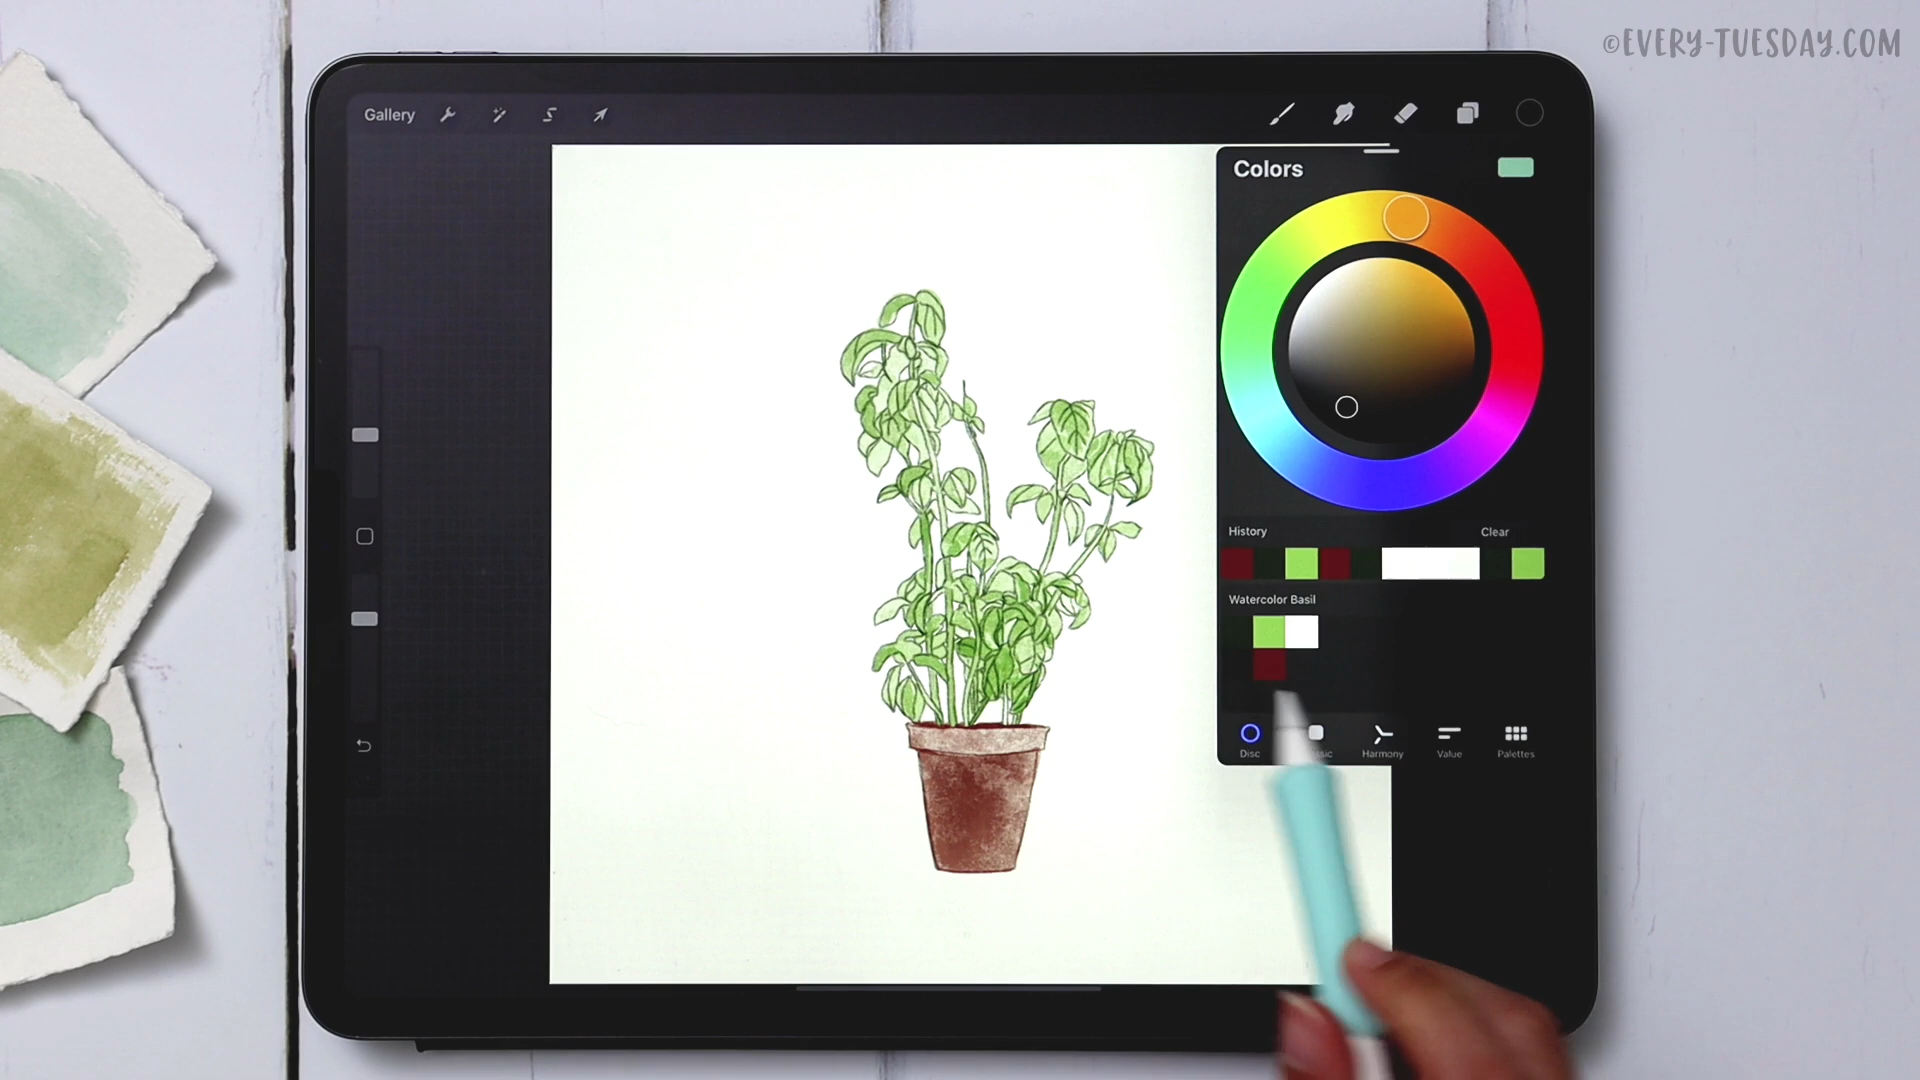 ©EVERY-TUESDAY.COM
Gallery
Colors
History Clear
Watercolor Basil
Disc Harmony Value Palettes